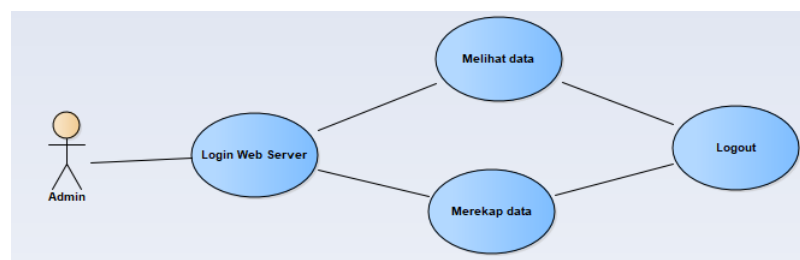 Melihat data
Login Web Server
Logout
Admin
Merekap data